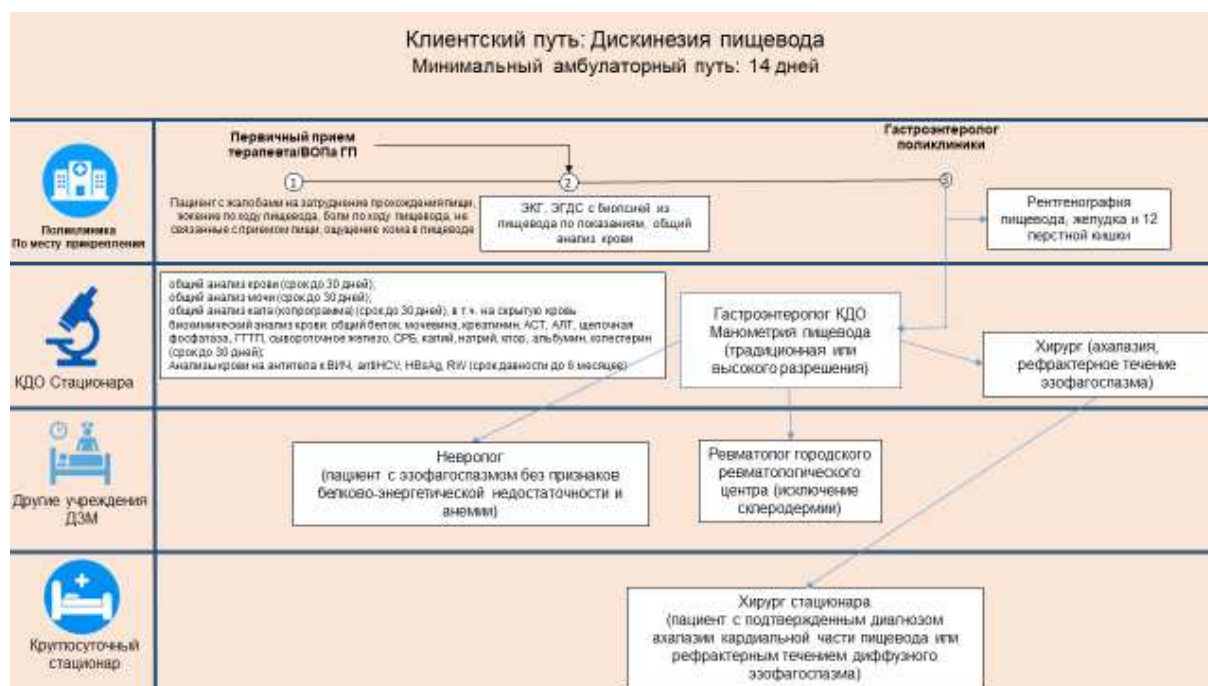 Клиентский путь: Дискинезия пищевода
Минимальный амбулаторный путь: 14 дней
Первичный прием
терапевта/ВОПа ГП
Гастроэнтеролог
поликлиники
1
2
3
Поликлиника
По месту прикрепления
Пациент с жалобами на затруднение прохождения пищи,
жжение по ходу пищевода, боли по ходу пищевода, не
связанные с приемом пищи, ощущение кома в пищеводе
ЭКГ, ЭГДС с биопсией из
пищевода по показаниям, общий
анализ крови
Рентгенография
пищевода, желудка и 12
перстной кишки
КДО Стационара
общий анализ крови (срок до 30 дней);
общий анализ мочи (срок до 30 дней);
общий анализ кала (копрограмма) (срок до 30 дней), в т.ч. на скрытую кровь
биохимический анализ крови: общий белок, мочевина, креатинин, АСТ, АЛТ, щелочная
фосфатаза, ГГТП, сывороточное железо, СРБ, калий, натрий, хлор, альбумин, холестерин
(срок до 30 дней);
Анализы крови на антитела к ВИЧ, antiHCV, HBsAg, RW (срок давности до 6 месяцев)
Гастроэнтеролог КДО
Манометрия пищевода
(традиционная или
высокого разрешения)
Хирург (ахалазия,
рефрактерное течение
эзофагоспазма)
Другие учреждения
ДЗМ
Невролог
(пациент с эзофагоспазмом без признаков
белково-энергетической недостаточности и
анемии)
Ревматолог городского
ревматологического
центра (исключение
склеродермии)
Круглосуточный
стационар
Хирург стационара
(пациент с подтвержденным диагнозом
ахалазии кардиальной части пищевода или
рефрактерным течением диффузного
эзофагоспазма)